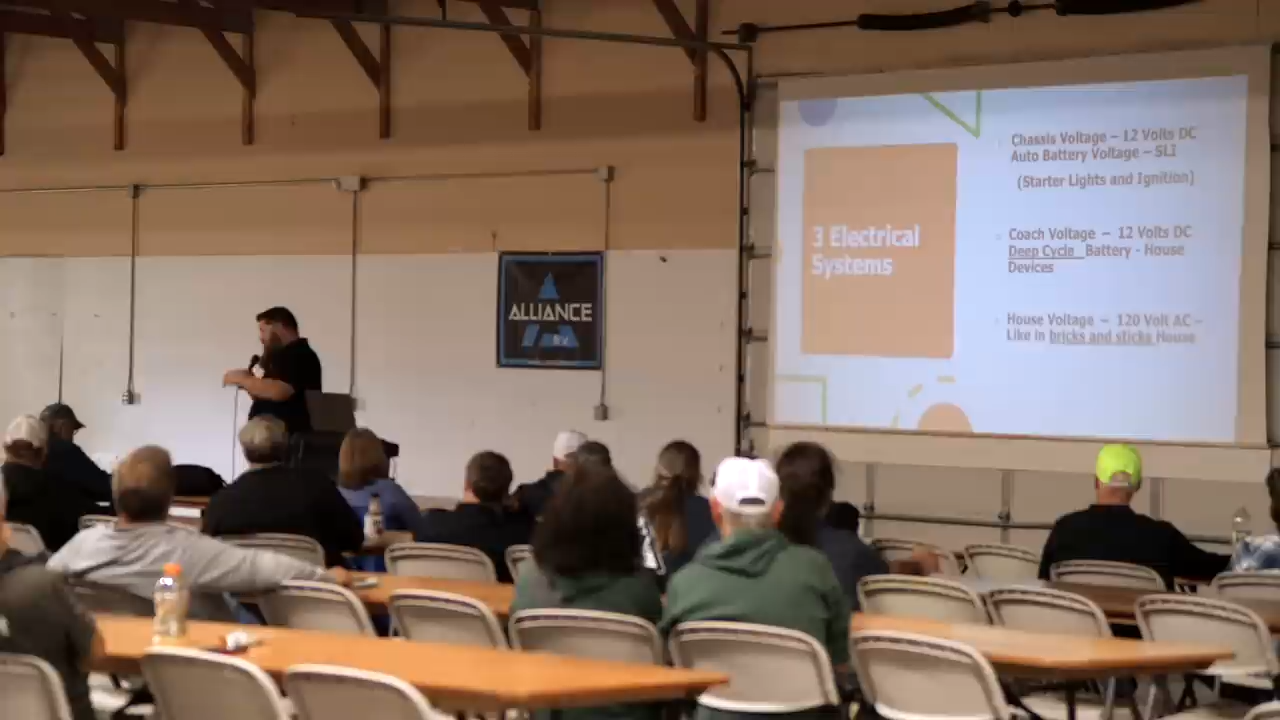 Chassis Voltage – 12 Volts DC
Auto Battery Voltage – SLI
(Starter Lights and Ignition)
3 Electrical
Systems
Coach Voltage – 12 Volts DC
Deep Cycle Battery - House
Devices
House Voltage – 120 Volt AC –
Like in bricks and sticks House
ALLIANCE
RV